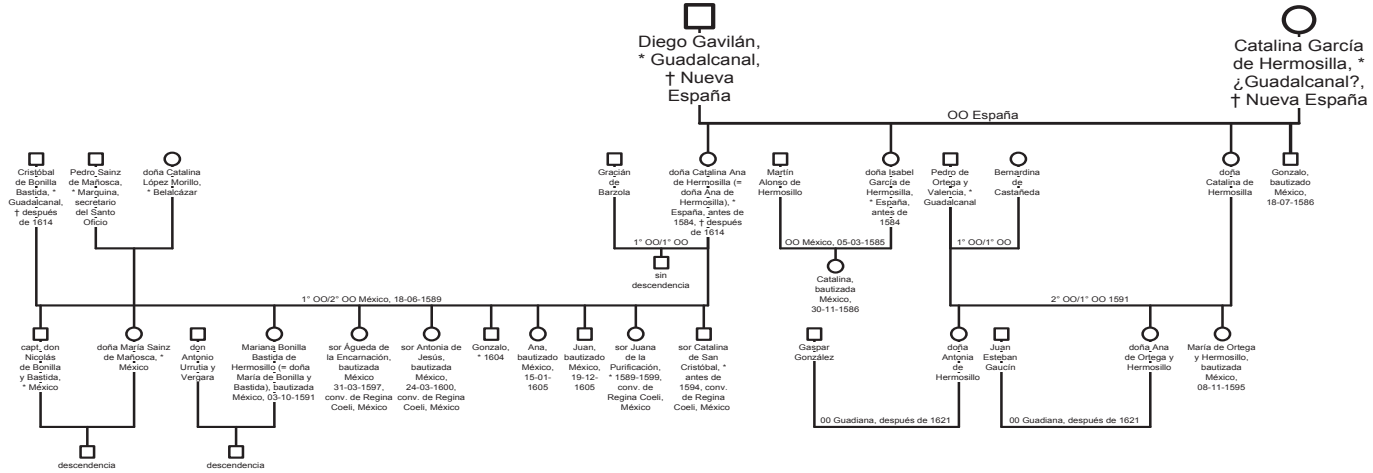 Diego Gavilán,
* Guadalcanal,
† Nueva
España
Catalina García
de Hermosilla, *
¿Guadalcanal?,
† Nueva España
OO España
Cristóbal
de Bonilla
Bastida, *
Guadalcanal,
† después
de 1614
Pedro Sainz
de Mañosca,
* Marquina,
secretario
del Santo
Oficio
doña Catalina
López Morillo,
* Belalcázar
Gracián
de
Barzola
doña Catalina Ana
de Hermosilla (=
doña Ana de
Hermosilla), *
España, antes de
1584, † después
de 1614
Martín
Alonso de
Hermosillo
doña Isabel
García de
Hermosilla,
* España,
antes de
1584
Pedro de
Ortega y
Valencia, *
Guadalcanal
Bernardina
de
Castañeda
doña
Catalina de
Hermosilla
Gonzalo,
bautizado
México,
18-07-1586
1° OO/1° OO
OO México, 05-03-1585
1° OO/1° OO
sin
descendencia
Catalina,
bautizada
México,
30-11-1586
1° OO/2° OO México, 18-06-1589
2° OO/1° OO 1591
capt. don
Nicolás
de Bonilla
y Bastida,
* México
doña María Sainz
de Mañosca, *
México
don
Antonio
Urrutia y
Vergara
Mariana Bonilla
Bastida de
Hermosillo (= doña
María de Bonilla y
Bastida), bautizada
México, 03-10-1591
sor Águeda de
la Encarnación,
bautizada
México
31-03-1597,
conv. de Regina
Coeli, México
sor Antonia de
Jesús,
bautizada
México,
24-03-1600,
conv. de Regina
Coeli, México
Gonzalo,
* 1604
Ana,
bautizado
México,
15-01-
1605
Juan,
bautizado
México,
19-12-
1605
sor Juana
de la
Purificación,
* 1589-1599,
conv. de
Regina Coeli,
México
sor Catalina
de San
Cristóbal, *
antes de
1594, conv.
de Regina
Coeli, México
Gaspar
González
doña
Antonia
de
Hermosillo
Juan
Esteban
Gaucín
doña Ana
de Ortega y
Hermosillo
María de Ortega
y Hermosillo,
bautizada
México,
08-11-1595
00 Guadiana, después de 1621
00 Guadiana, después de 1621
descendencia
descendencia